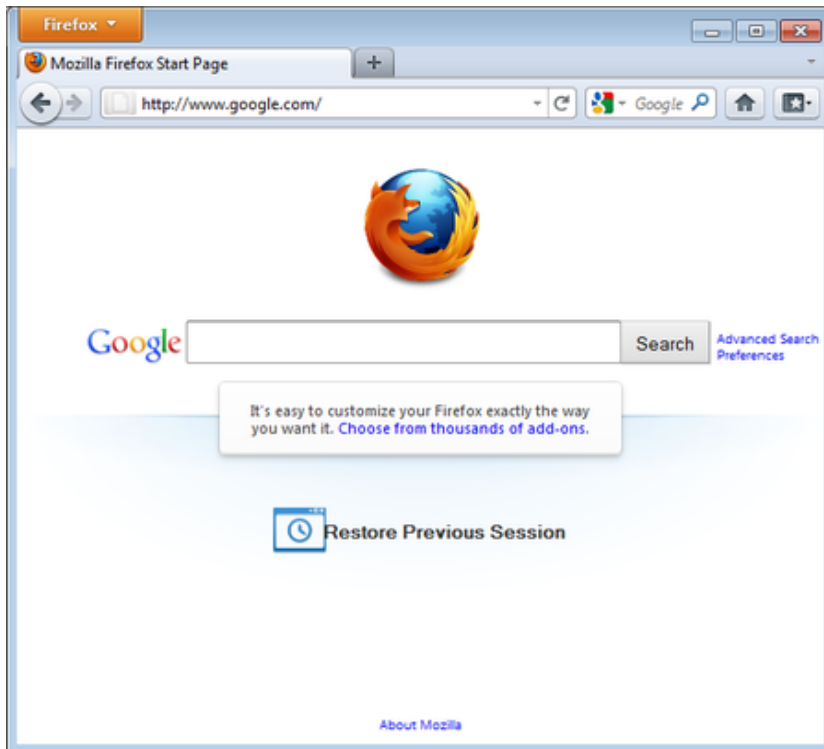 Firefox
Mozilla Firefox Start Page
http://www.google.com/
Google
Google
Search
Advanced Search
Preferences
It's easy to customize your Firefox exactly the way
you want it. Choose from thousands of add-ons.
Restore Previous Session
About Mozilla